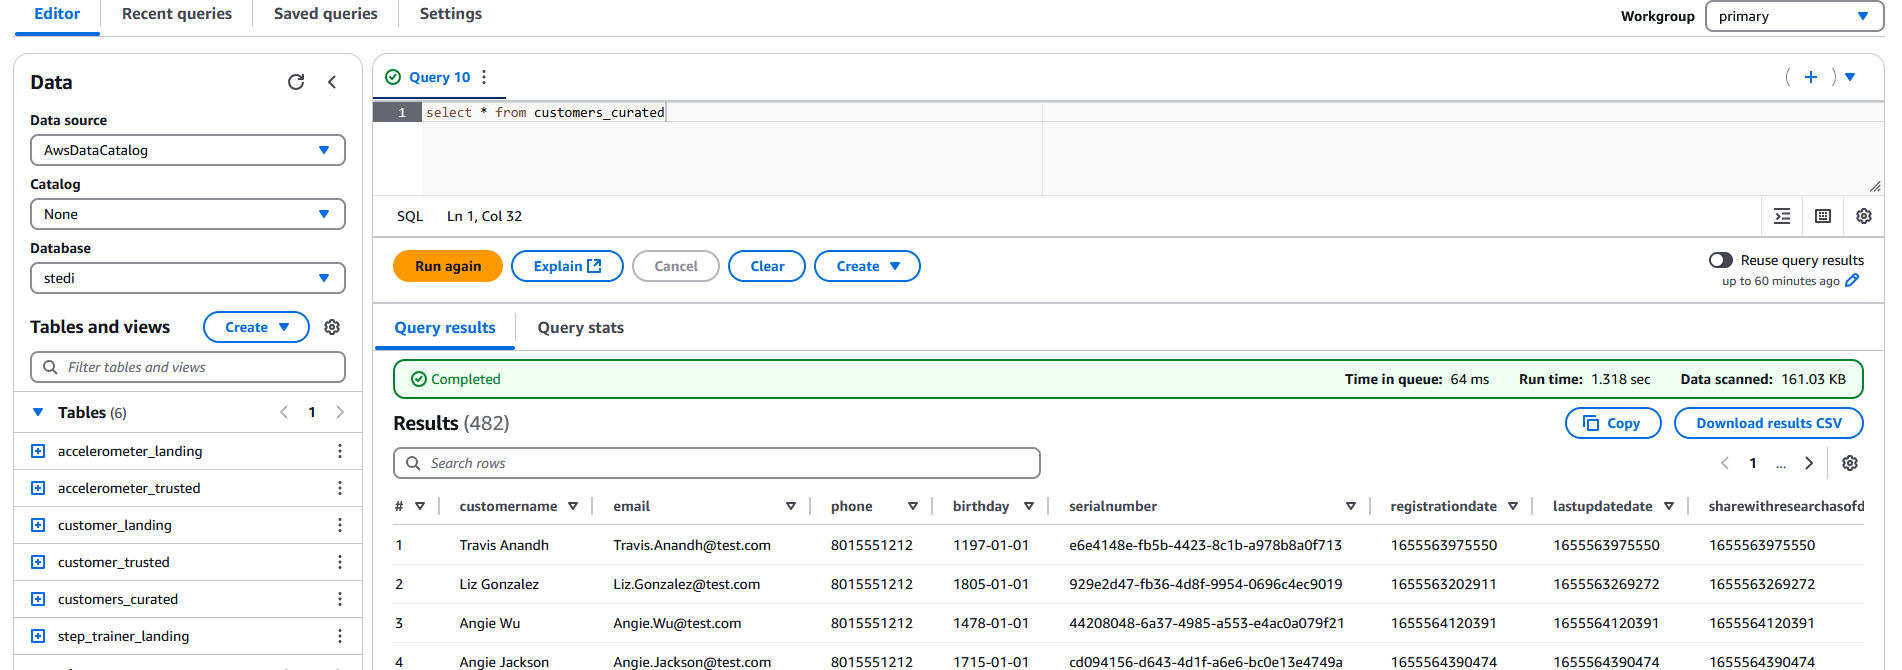 Editor Recent queries Saved queries Settings Workgroup primary
Data
Data source
AwsDataCatalog
Catalog
None
Database
stedi
Tables and views Create
Filter tables and views
Tables (6) 1
accelerometer_landing
accelerometer_trusted
customer_landing
customer_trusted
customers_curated
step_trainer_landing
Query 10
1 select * from customers_curated
SQL Ln 1, Col 32
Run again Explain Cancel Clear Create Reuse query results
up to 60 minutes ago
Query results Query stats
Completed Time in queue: 64 ms Run time: 1.318 sec Data scanned: 161.03 KB
Results (482) Copy Download results CSV
Search rows 1 ...
# customername email phone birthday serialnumber registrationdate lastupdatedate sharewithresearchasofd
1 Travis Anandh Travis.Anandh@test.com 8015551212 1197-01-01 e6e4148e-fb5b-4423-8c1b-a978b8a0f713 1655563975550 1655563975550 1655563975550
2 Liz Gonzalez Liz.Gonzalez@test.com 8015551212 1805-01-01 929e2d47-fb36-4d8f-9954-0696c4ec9019 1655563202911 1655563269272 1655563269272
3 Angie Wu Angie.Wu@test.com 8015551212 1478-01-01 44208048-6a37-4985-a553-e4ac0a079f21 1655564120391 1655564120391 1655564120391
4 Angie Jackson Angie.Jackson@test.com 8015551212 1715-01-01 cd094156-d643-4d1f-a6e6-bc0e13e4749a 1655564390474 1655564390474 1655564390474